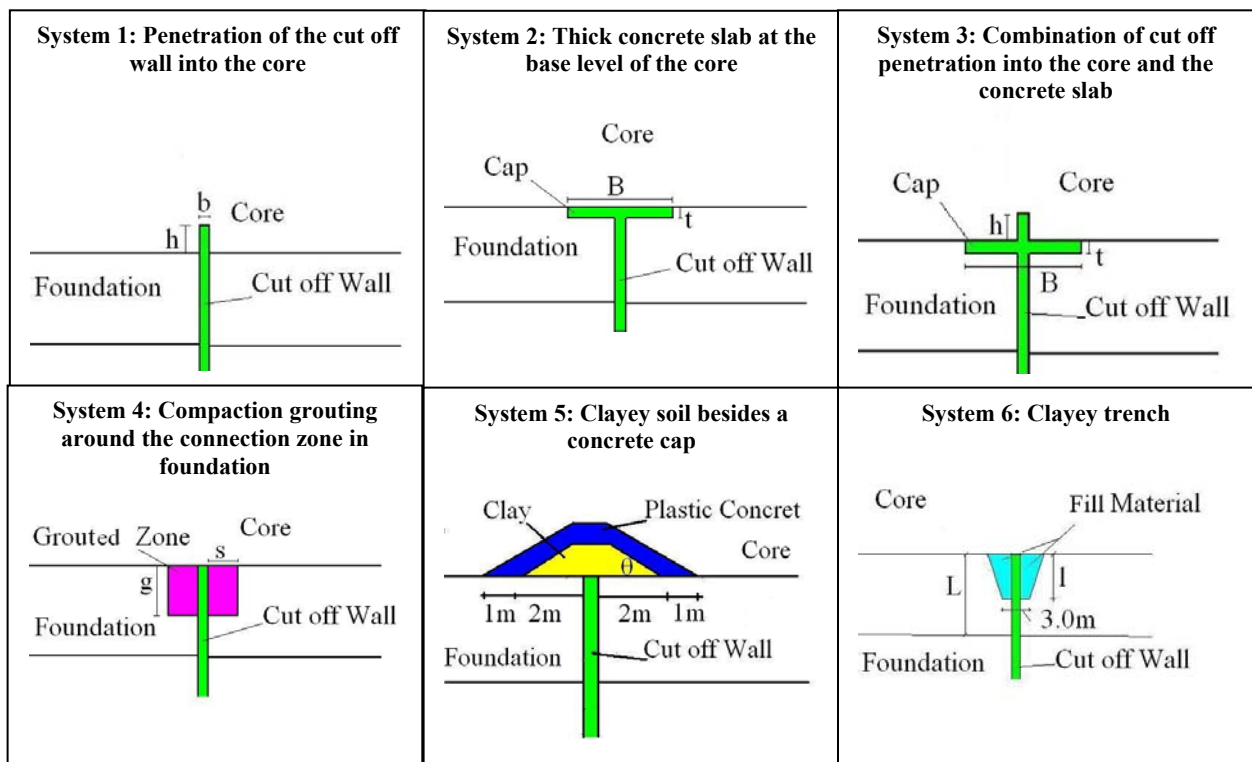 System 1: Penetration of the cut off
wall into the core
b
Core
h
Foundation
Cut off Wall
System 2: Thick concrete slab at the
base level of the core
Core
Cap
B
t
Foundation
Cut off Wall
System 3: Combination of cut off
penetration into the core and the
concrete slab
Cap
Core
h
t
Foundation
B
Cut off Wall
System 4: Compaction grouting
around the connection zone in
foundation
Grouted Zone
Core
s
g
Foundation
Cut off Wall
System 5: Clayey soil besides a
concrete cap
Clay
Plastic Concret
Core
θ
1m 2m 2m 1m
Cut off Wall
Foundation
System 6: Clayey trench
Core
Fill Material
L
l
3.0m
Foundation
Cut off Wall